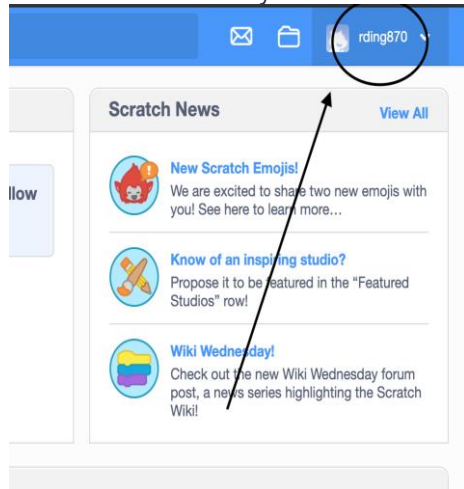 rding870
Scratch News
View All
llow
New Scratch Emojis!
We are excited to share two new emojis with
you! See here to learn more...
Know of an inspiring studio?
Propose it to be featured in the “Featured
Studios” row!
Wiki Wednesday!
Check out the new Wiki Wednesday forum
post, a news series highlighting the Scratch
Wiki!